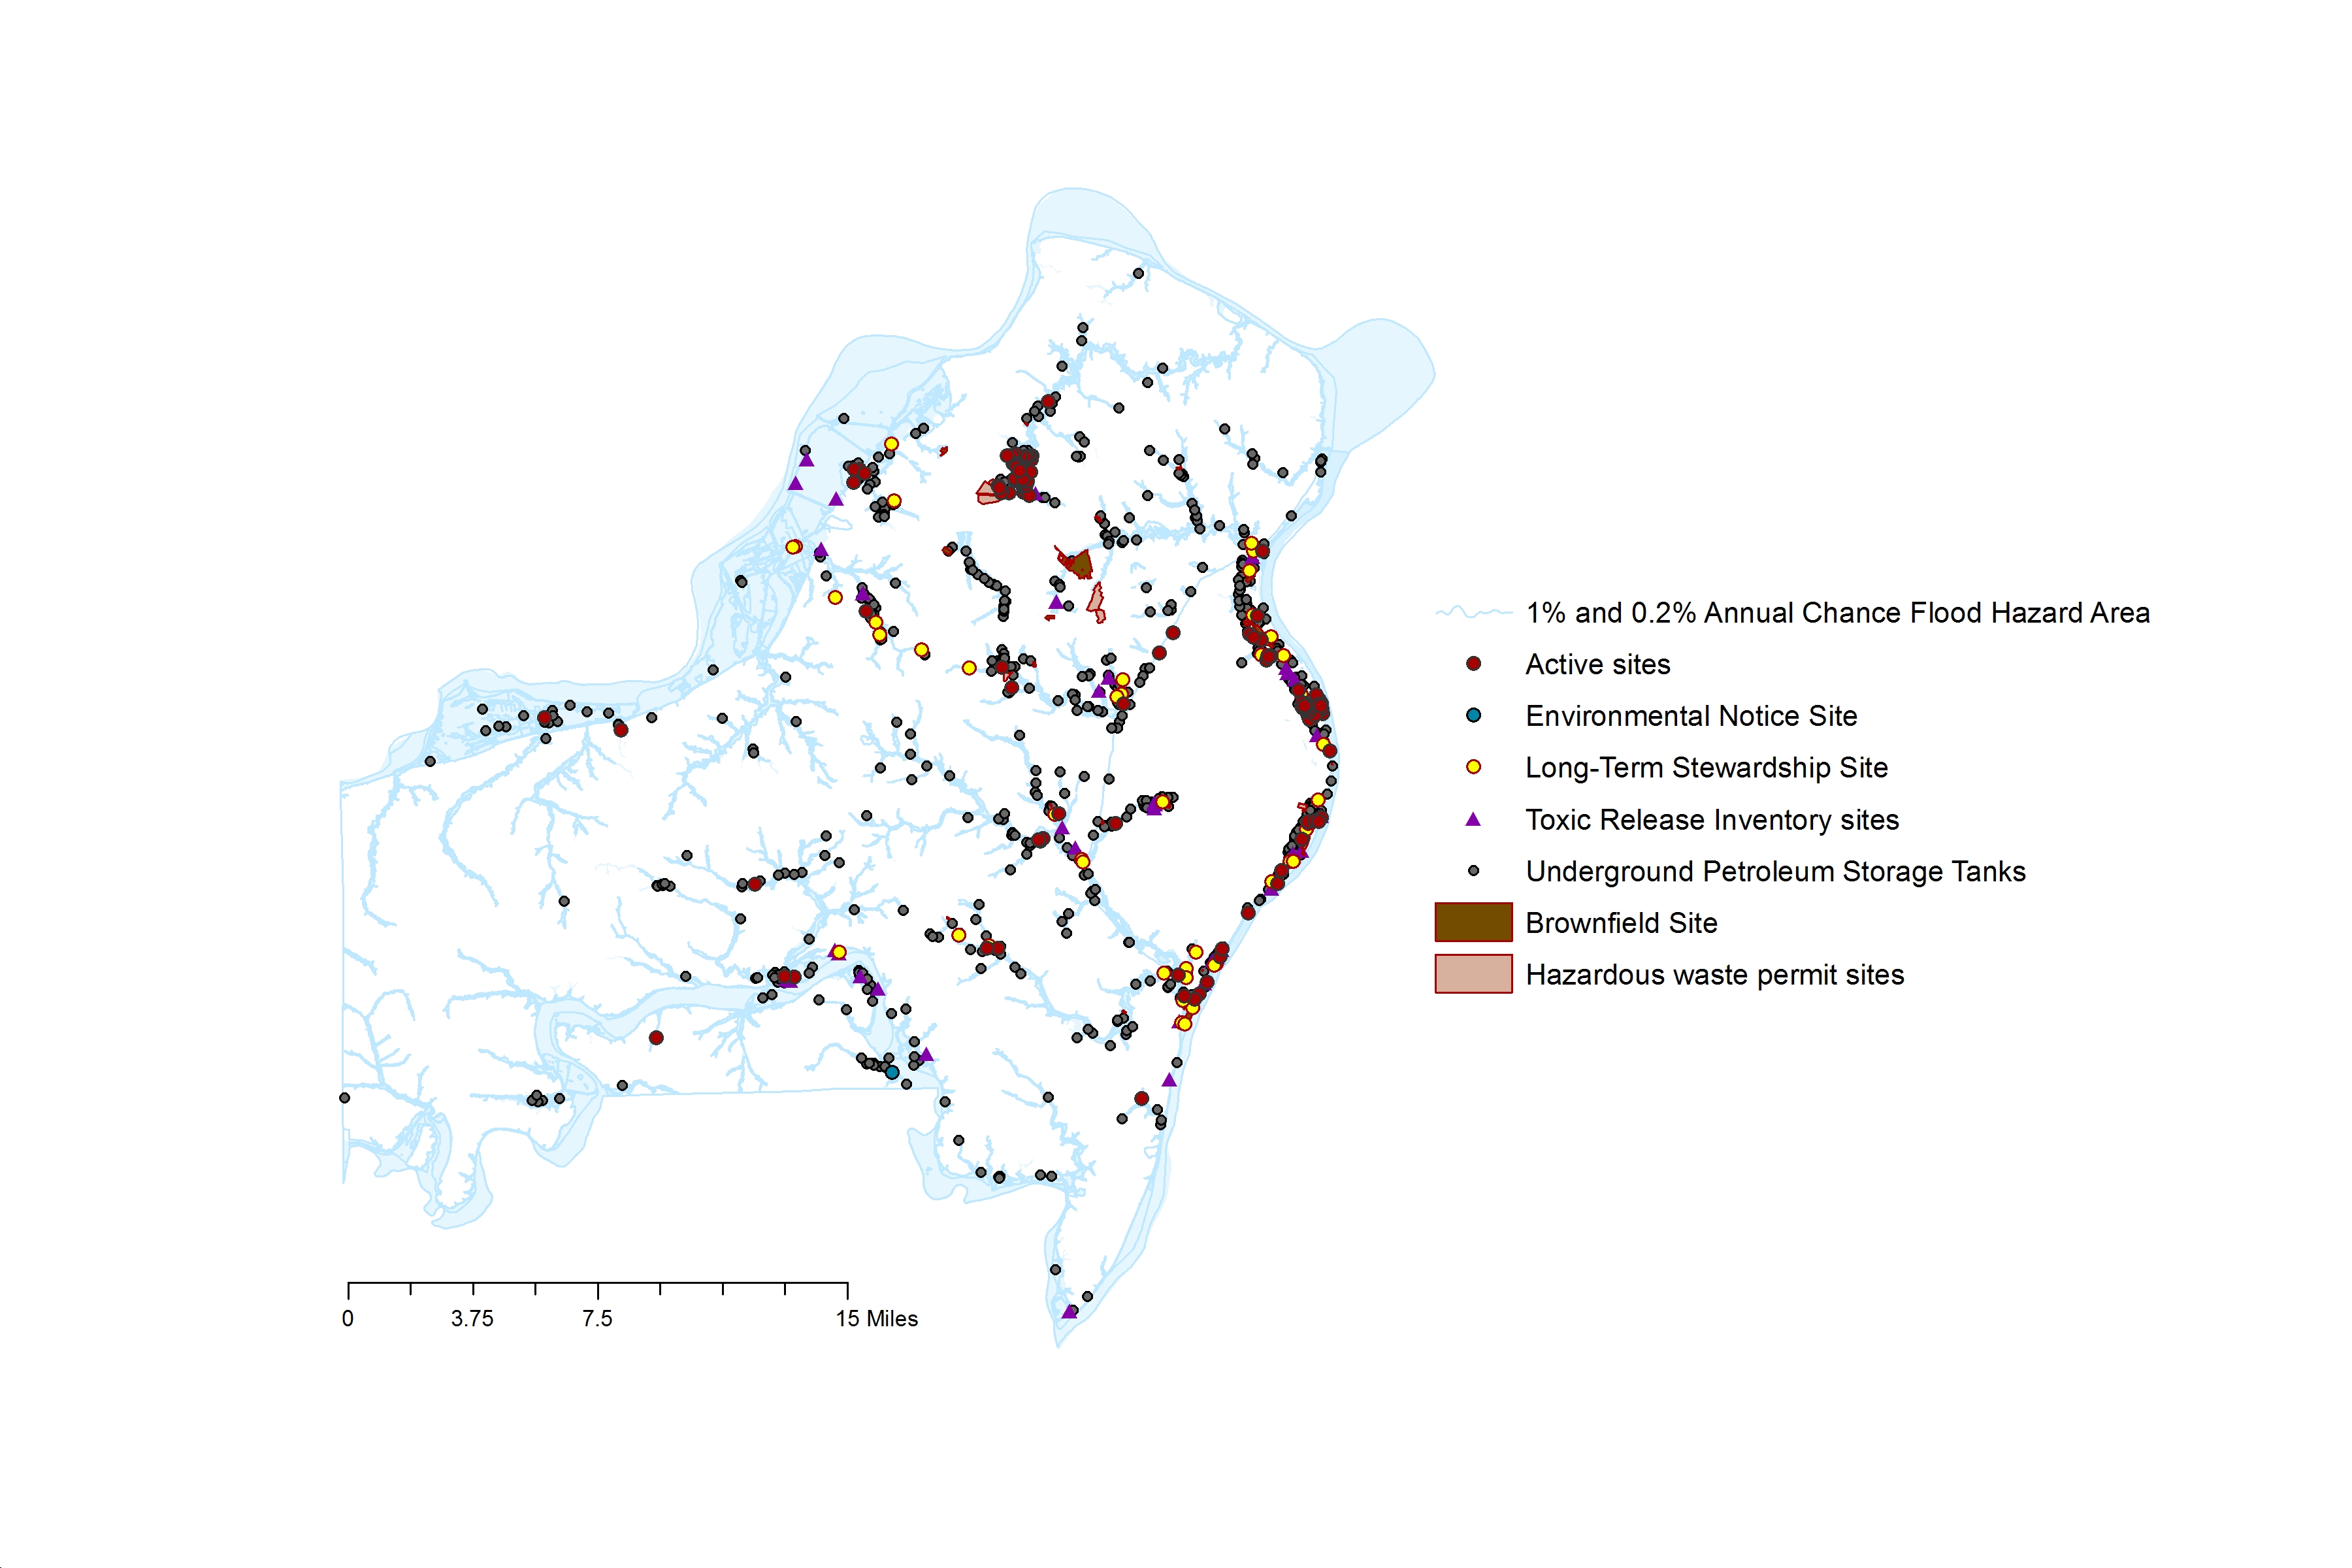 1% and 0.2% Annual Chance Flood Hazard Area
Active sites
Environmental Notice Site
Long-Term Stewardship Site
Toxic Release Inventory sites
Underground Petroleum Storage Tanks
Brownfield Site
Hazardous waste permit sites
0 3.75 7.5 15 Miles